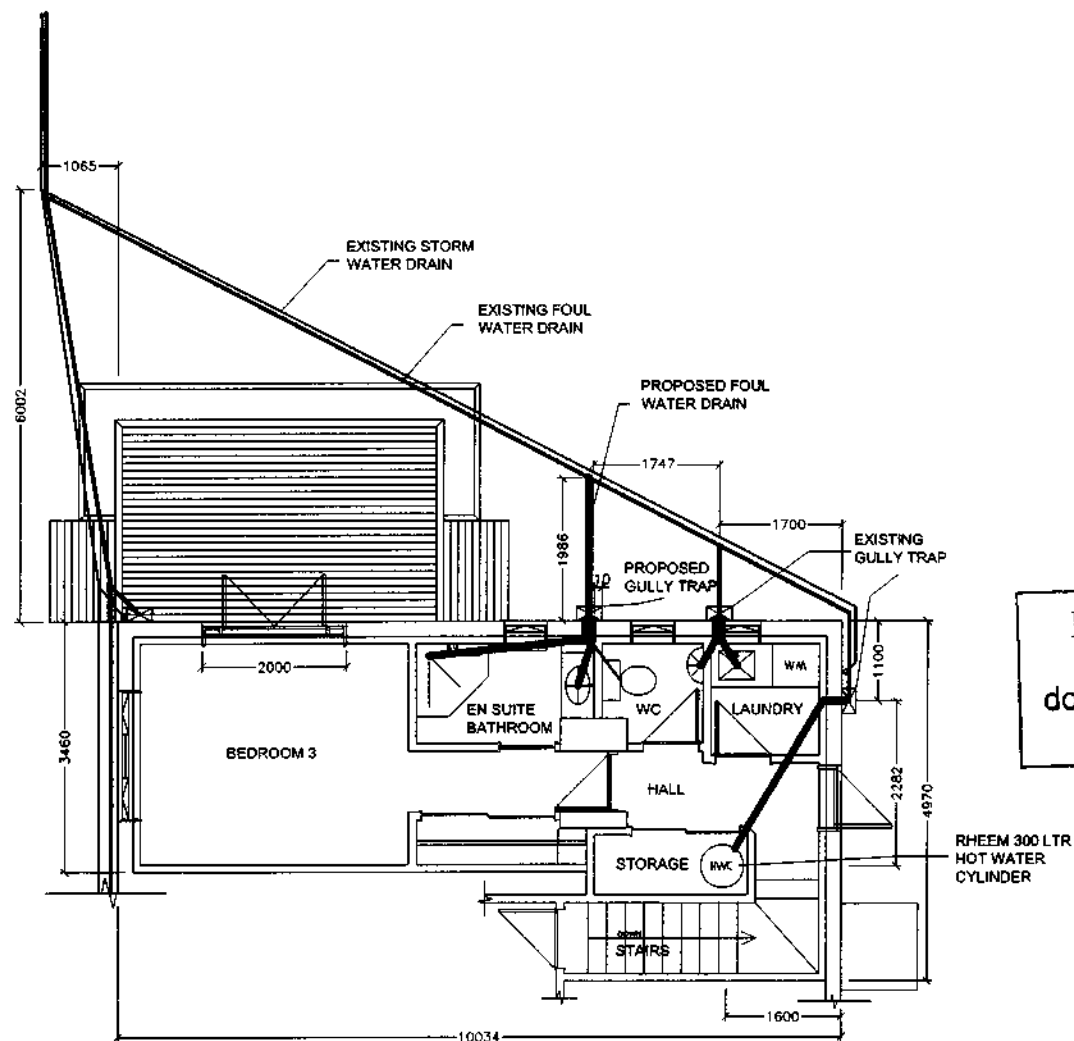 1065
EXISTING STORM
WATER DRAIN
EXISTING FOUL
WATER DRAIN
6002
PROPOSED FOUL
WATER DRAIN
1747
1700
EXISTING
GULLY TRAP
1986
10
PROPOSED
GULLY TRAP
2000
WM
1100
EN SUITE
BATHROOM
WC
LAUNDRY
BEDROOM 3
3460
HALL
2282
4970
STORAGE
HWC
RHEEM 300 LTR
HOT WATER
CYLINDER
DOWN
STAIRS
1600
10034